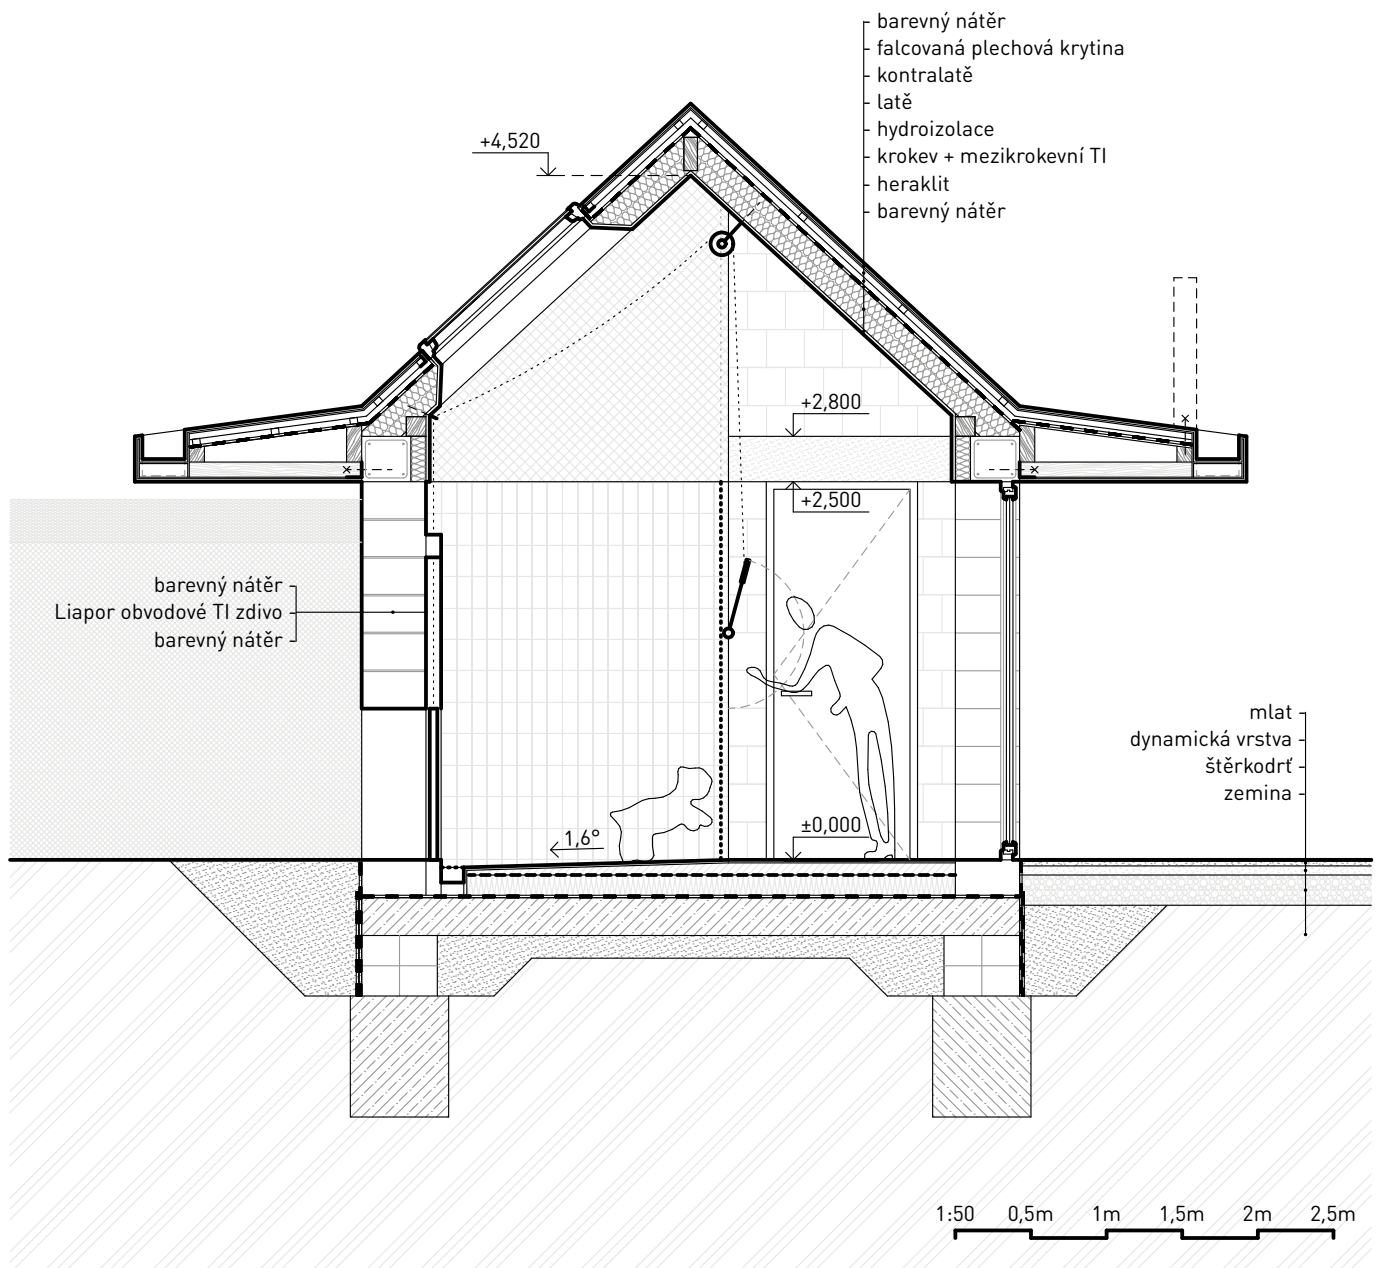 barevný nátěr
falcovaná plechová krytina
kontralatě
latě
hydroizolace
krokev + mezikrokevní TI
heraklit
barevný nátěr
+4,520
+2,800
+2,500
barevný nátěr
Liapor obvodové TI zdivo
barevný nátěr
mlat
dynamická vrstva
štěrkodrť
zemina
±0,000
1,6°
1:50 0,5m 1m 1,5m 2m 2,5m